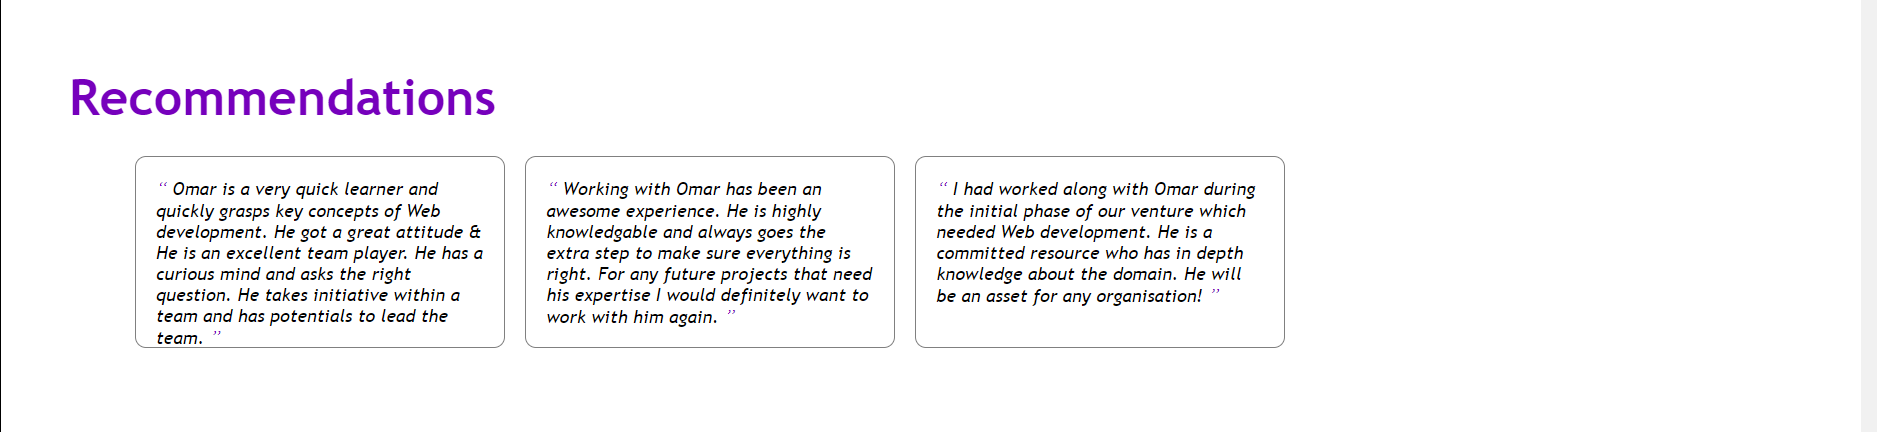 Recommendations
“ Omar is a very quick learner and
quickly grasps key concepts of Web
development. He got a great attitude &
He is an excellent team player. He has a
curious mind and asks the right
question. He takes initiative within a
team and has potentials to lead the
team. ”
“ Working with Omar has been an
awesome experience. He is highly
knowledgable and always goes the
extra step to make sure everything is
right. For any future projects that need
his expertise I would definitely want to
work with him again. ”
“ I had worked along with Omar during
the initial phase of our venture which
needed Web development. He is a
committed resource who has in depth
knowledge about the domain. He will
be an asset for any organisation! ”